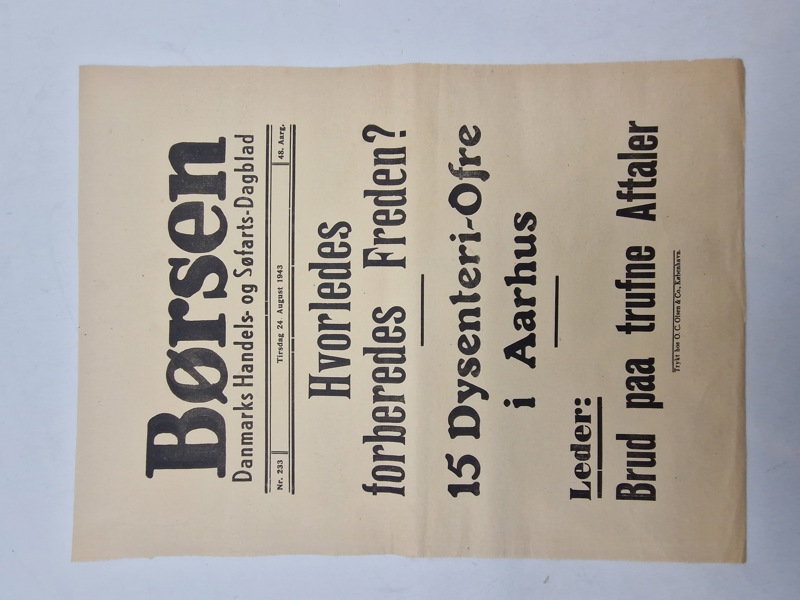 Børsen
Danmarks Handels- og Søfarts-Dagblad
Nr. 233 Tirsdag 24. August 1943 48. Aarg.
Hvorledes
forberedes Freden?
15 Dysenteri-Ofre
i Aarhus
Leder:
Brud paa trufne Aftaler
Trykt hos O. C. Olsen & Co., København.